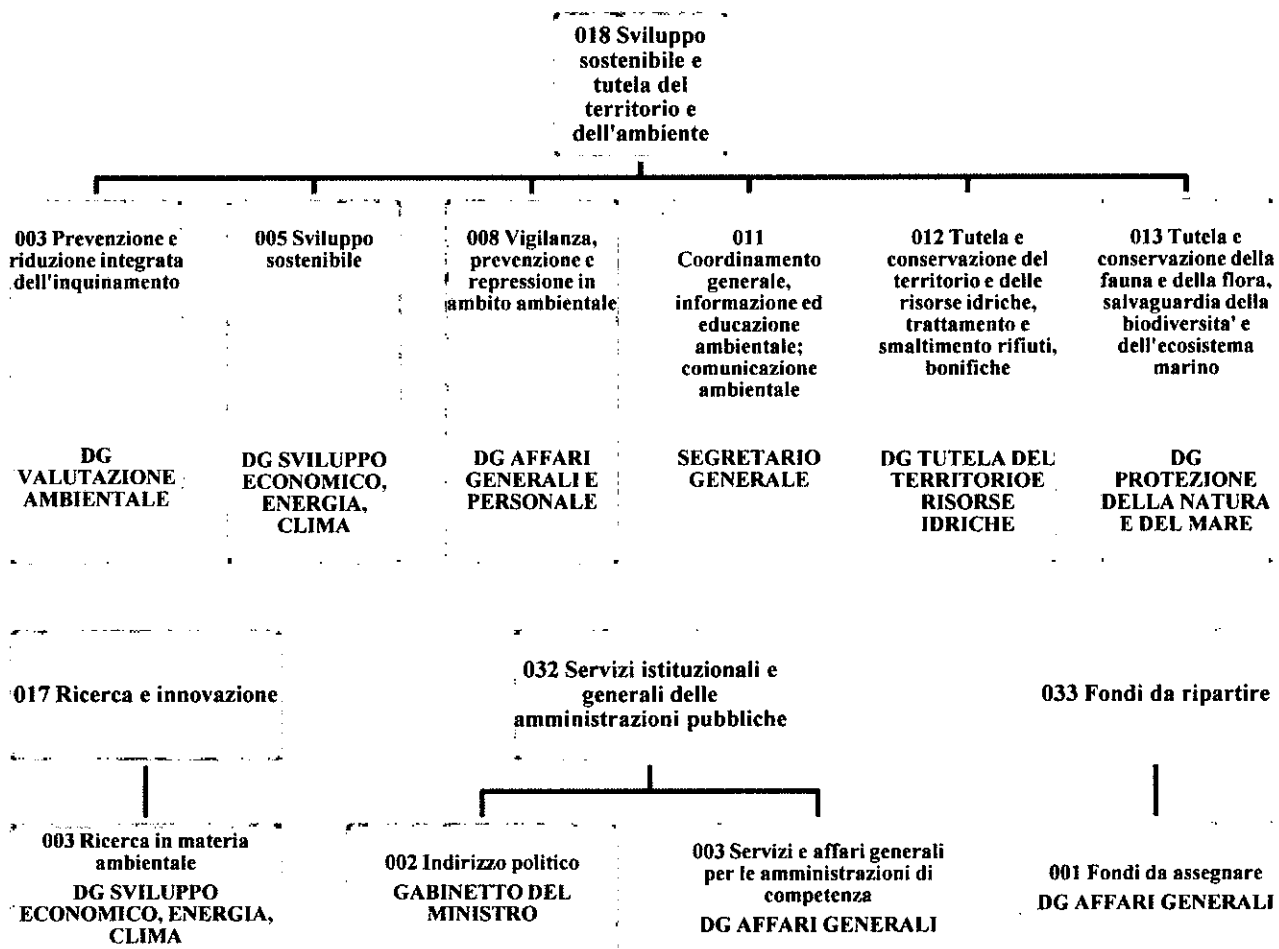 018 Sviluppo
sostenibile e
tutela del
territorio e
dell'ambiente
003 Prevenzione e
riduzione integrata
dell'inquinamento
DG
VALUTAZIONE
AMBIENTALE
005 Sviluppo
sostenibile
DG SVILUPPO
ECONOMICO,
ENERGIA,
CLIMA
008 Vigilanza,
prevenzione e
repressione in
ambito ambientale
DG AFFARI
GENERALI E
PERSONALE
011
Coordinamento
generale,
informazione ed
educazione
ambientale;
comunicazione
ambientale
SEGRETARIO
GENERALE
012 Tutela e
conservazione del
territorio e delle
risorse idriche,
trattamento e
smaltimento rifiuti,
bonifiche
DG TUTELA DEL
TERRITORIOE
RISORSE
IDRICHE
013 Tutela e
conservazione della
fauna e della flora,
salvaguardia della
biodiversita' e
dell'ecosistema
marino
DG
PROTEZIONE
DELLA NATURA
E DEL MARE
017 Ricerca e innovazione
003 Ricerca in materia
ambientale
DG SVILUPPO
ECONOMICO, ENERGIA,
CLIMA
032 Servizi istituzionali e
generali delle
amministrazioni pubbliche
002 Indirizzo politico
GABINETTO DEL
MINISTRO
003 Servizi e affari generali
per le amministrazioni di
competenza
DG AFFARI GENERALI
033 Fondi da ripartire
001 Fondi da assegnare
DG AFFARI GENERALI